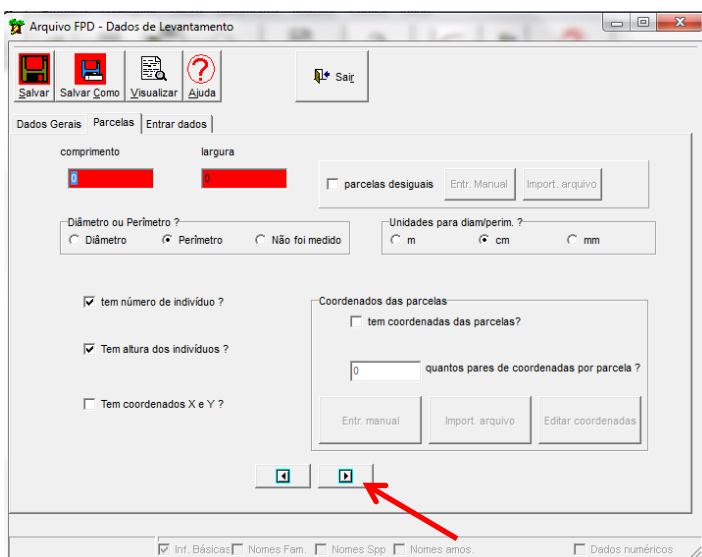 Arquivo FPD - Dados de Levantamento
Salvar Salvar Como Visualizar Ajuda Sair
Dados Gerais Parcelas Entrar dados
comprimento largura
0 0
parcelas desiguais Entr. Manual Import. arquivo
Diâmetro ou Perímetro ? Unidades para diam/perim. ?
Diâmetro Perímetro Não foi medido m cm mm
tem número de indivíduo ?
Tem altura dos indivíduos ?
Tem coordenados X e Y ?
Coordenados das parcelas
tem coordenadas das parcelas?
0 quantos pares de coordenadas por parcela ?
Entr. manual Import. arquivo Editar coordenadas
Inf. Básicas Nomes Fam. Nomes Spp Nomes amos. Dados numéricos